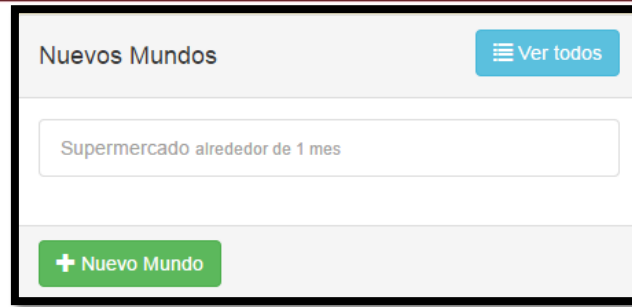 Nuevos Mundos
Ver todos
Supermercado alrededor de 1 mes
Nuevo Mundo